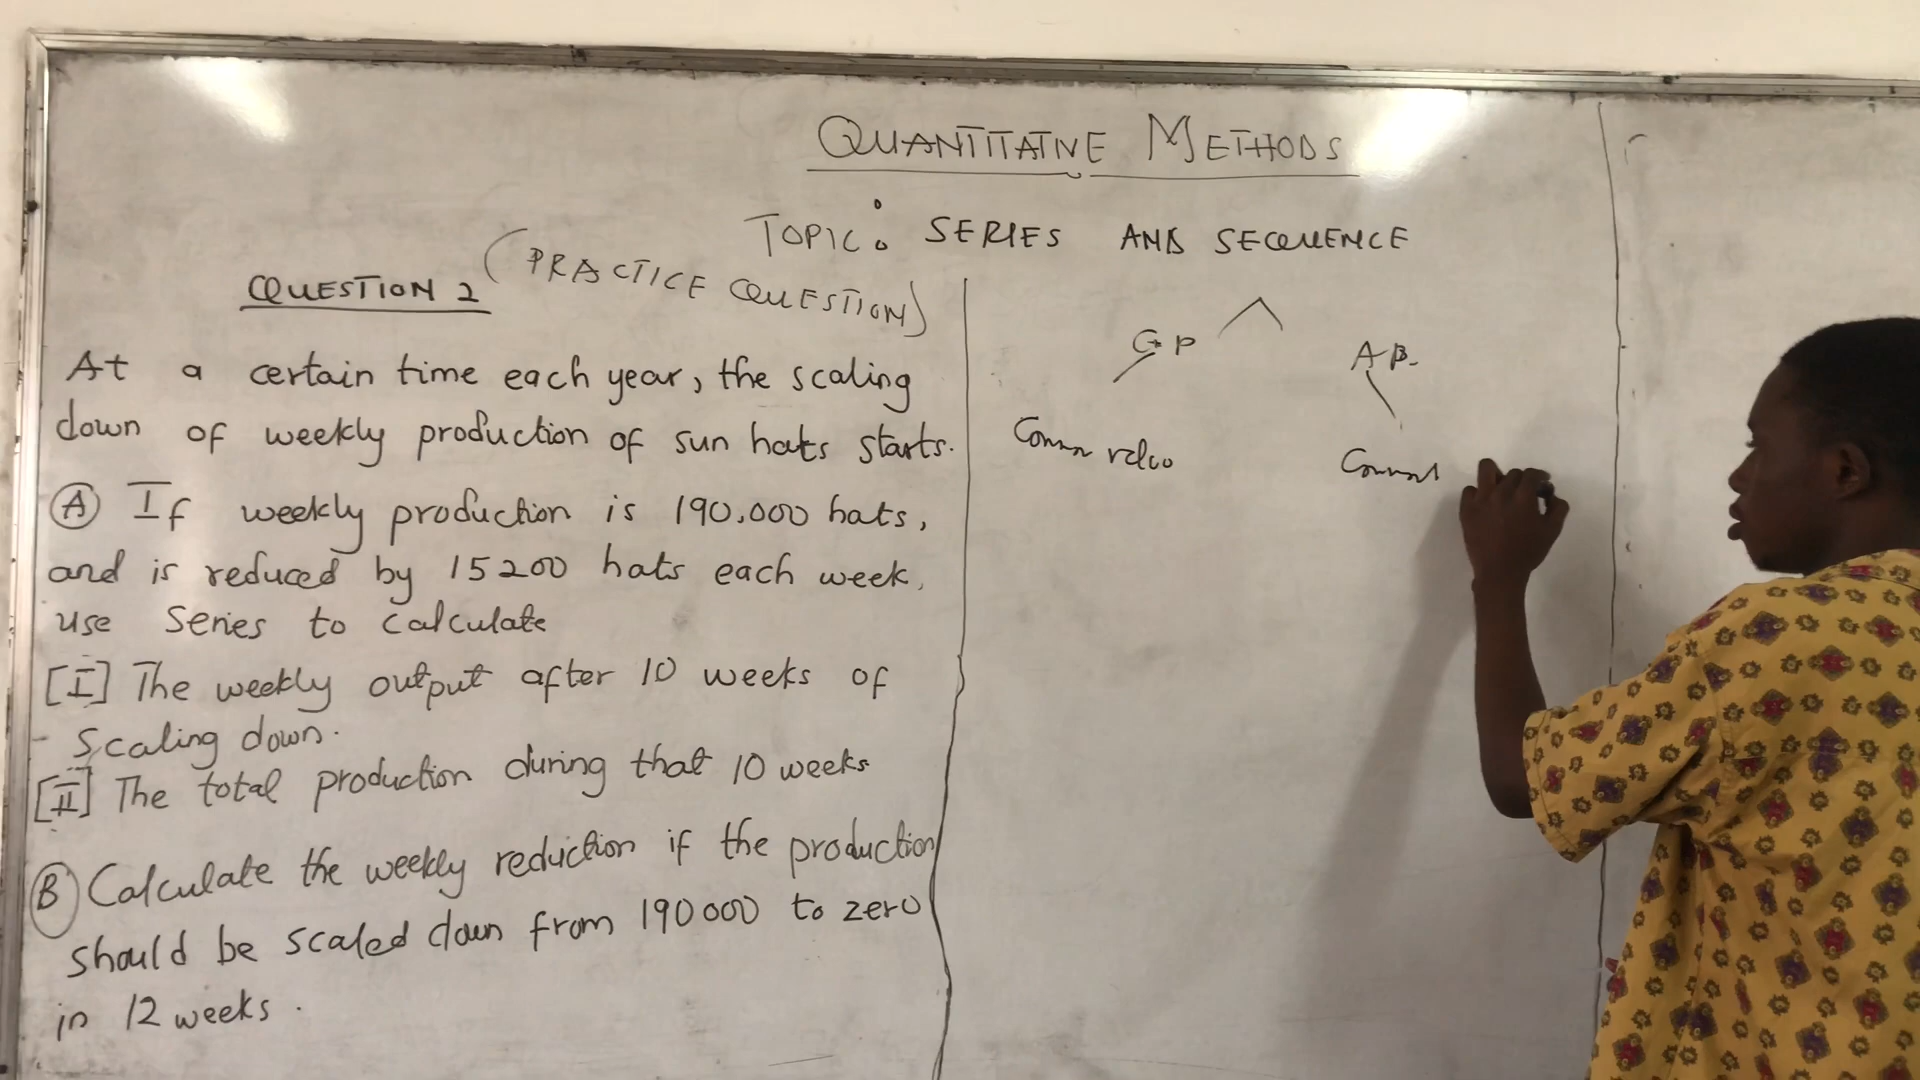 QUANTITATIVE METHODS
TOPIC: SERIES AND SEQUENCE
QUESTION 2 (PRACTICE QUESTION)
At a certain time each year, the scaling
down of weekly production of sun hats starts.
(A) If weekly production is 190,000 hats,
and is reduced by 15200 hats each week,
use series to calculate
[I] The weekly output after 10 weeks of
scaling down.
[II] The total production during that 10 weeks
(B) Calculate the weekly reduction if the production
should be scaled down from 190000 to zero
in 12 weeks.
GP AP.
Common